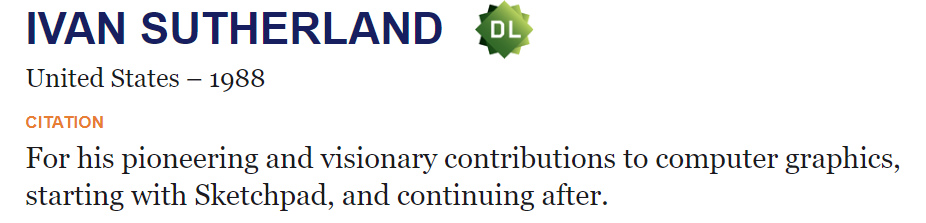 IVAN SUTHERLAND DL
United States – 1988
CITATION
For his pioneering and visionary contributions to computer graphics,
starting with Sketchpad, and continuing after.